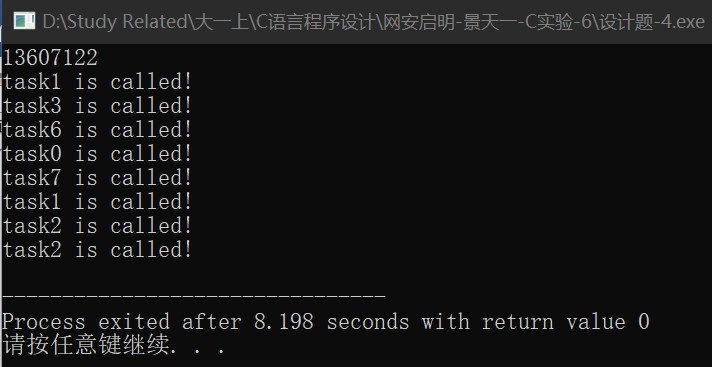 D:\Study Related\大一上\C语言程序设计\网安启明-景天一-C实验-6\设计题-4.exe
13607122
task1 is called!
task3 is called!
task6 is called!
task0 is called!
task7 is called!
task1 is called!
task2 is called!
task2 is called!
--------------------------------
Process exited after 8.198 seconds with return value 0
请按任意键继续. . .